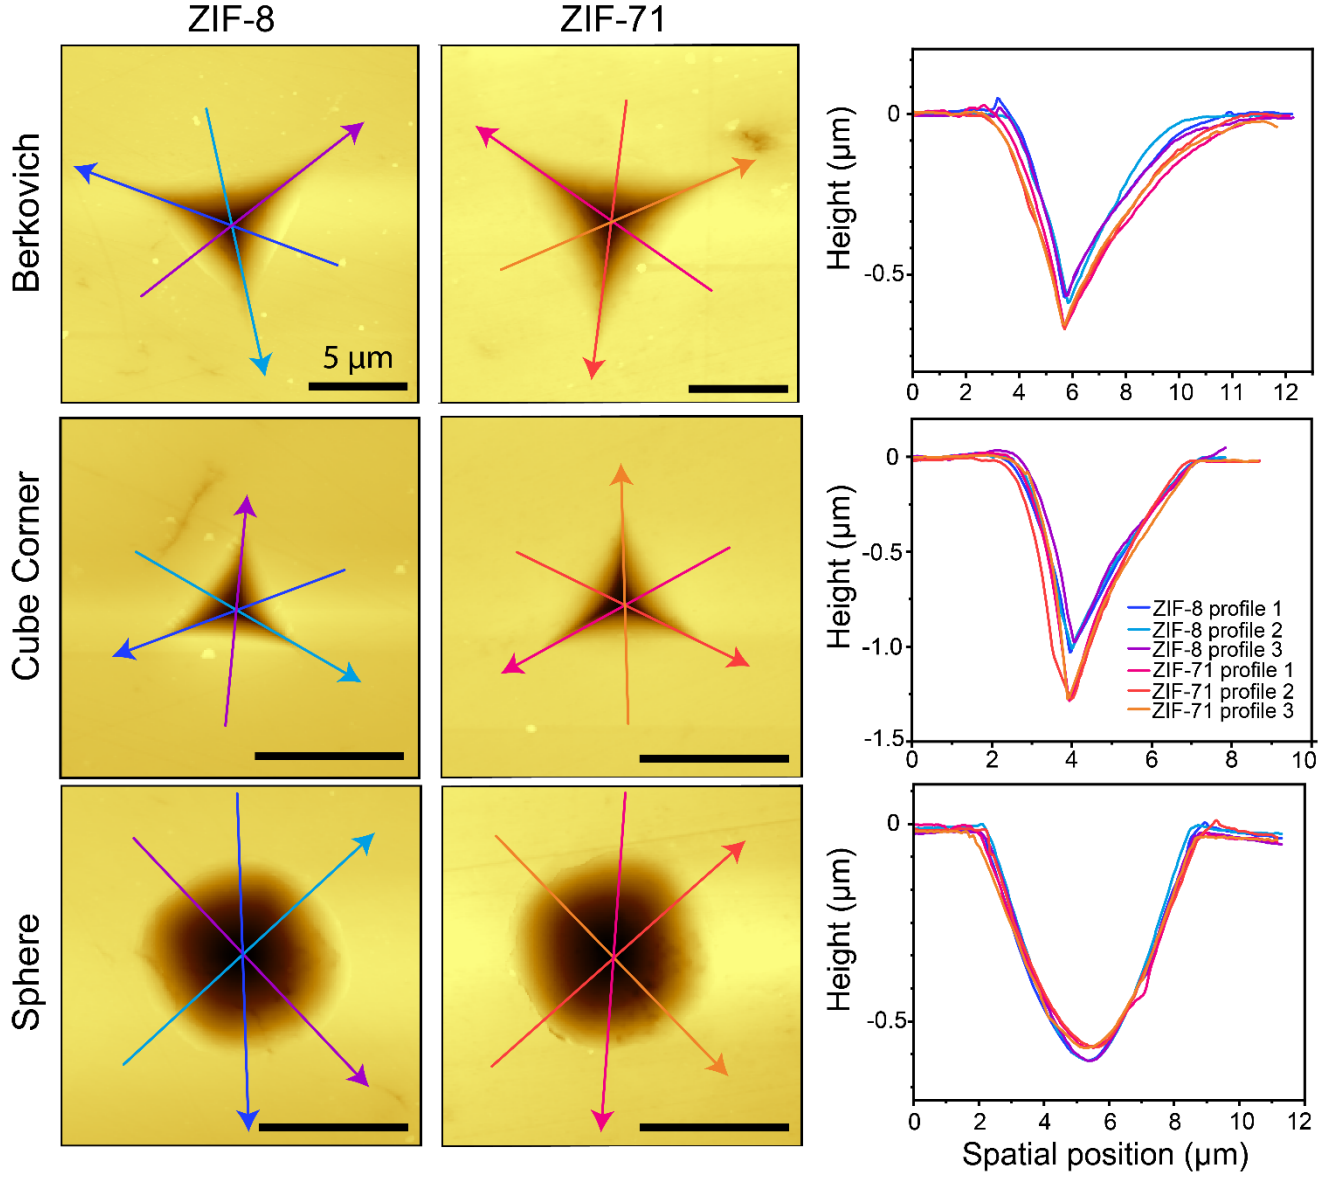 ZIF-8
ZIF-71
Berkovich
5 µm
Height (µm)
0
-0.5
0 2 4 6 8 10 11 12
Cube Corner
Height (µm)
0
-0.5
-1.0
-1.5
ZIF-8 profile 1
ZIF-8 profile 2
ZIF-8 profile 3
ZIF-71 profile 1
ZIF-71 profile 2
ZIF-71 profile 3
0 2 4 6 8 10
Sphere
Height (µm)
0
-0.5
0 2 4 6 8 10 12
Spatial position (µm)